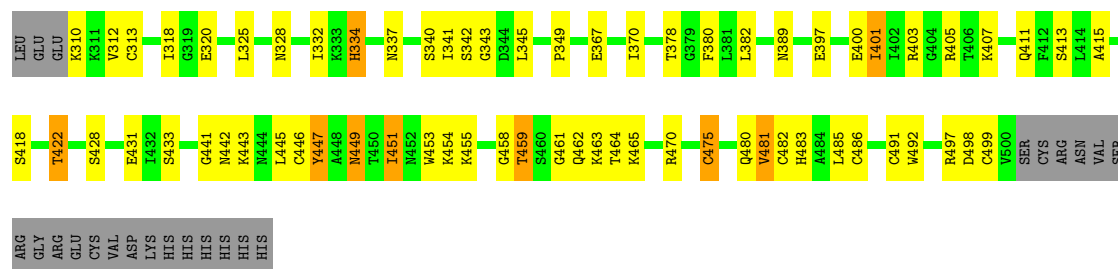 LEU GLU GLU K310 K311 V312 C313 I318 G319 E320 L325 N328 I332 K333 H334 N337 S340 I341 S342 G343 D344 L345 P349 E367 I370 T378 G379 F380 L381 L382 N389 E397 E400 I401 I402 R403 G404 R405 T406 K407 Q411 F412 S413 L414 A415
S418 T422 S428 E431 I432 S433 G441 N442 K443 N444 L445 C446 Y447 A448 N449 T450 I451 N452 W453 K454 K455 G458 T459 S460 G461 Q462 K463 T464 K465 R470 C475 Q480 V481 C482 H483 A484 L485 C486 C491 W492 R497 D498 C499 V500 SER CYS ARG ASN VAL SER
ARG GLY ARG GLU CYS VAL ASP LYS HIS HIS HIS HIS HIS HIS